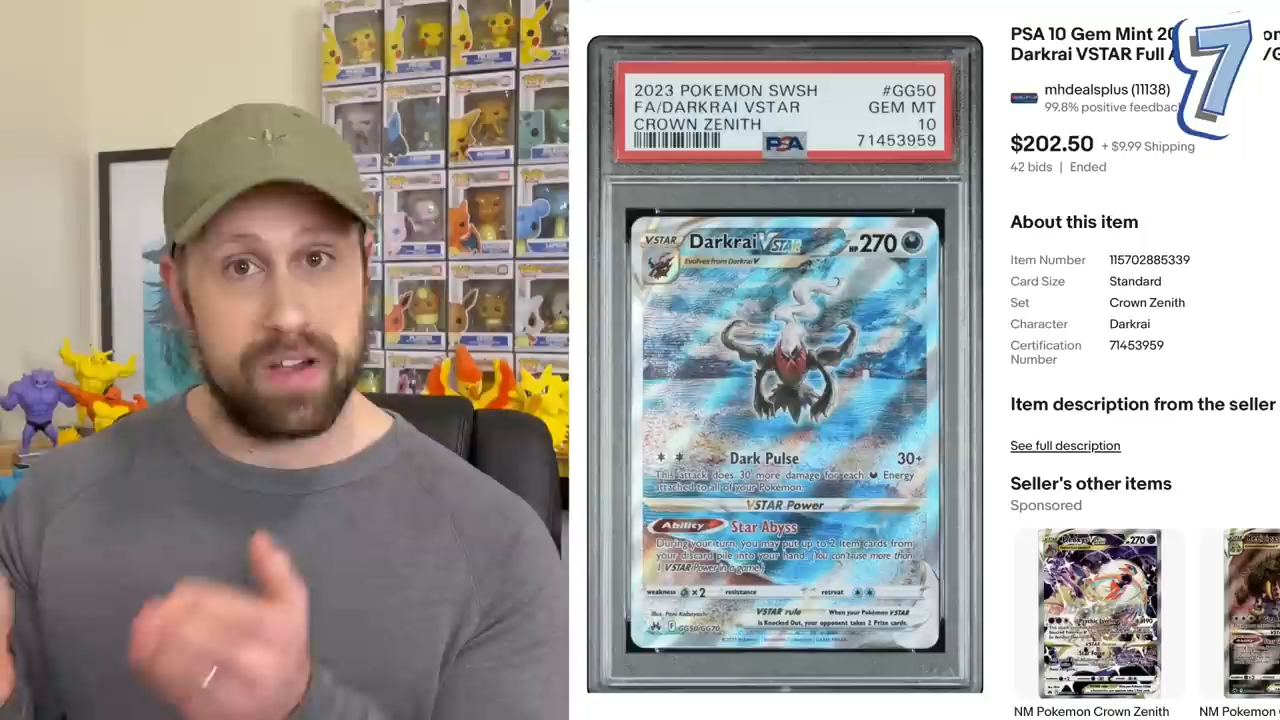 2023 POKEMON SWSH #GG50
FA/DARKRAI VSTAR GEM MT
CROWN ZENITH 10
PSA 71453959
VSTAR Darkrai VSTAR HP 270
Evolves from Darkrai V
Dark Pulse 30+
This attack does 30 more damage for each Energy
attached to all of your Pokémon.
VSTAR Power
Ability Star Abyss
During your turn, you may put up to 2 Item cards from
your discard pile into your hand. (You can't use more than
1 VSTAR Power in a game.)
weakness ×2 resistance retreat
VSTAR rule When your Pokémon VSTAR
is Knocked Out, your opponent takes 2 Prize cards.
GG50/GG70
7
PSA 10 Gem Mint
Darkrai VSTAR Full
mhdealsplus (11138)
99.8% positive
$202.50 + $9.99 Shipping
42 bids | Ended
About this item
Item Number 115702885339
Card Size Standard
Set Crown Zenith
Character Darkrai
Certification 71453959
Number
Item description from the seller
See full description
Seller's other items
Sponsored
270
NM Pokemon Crown Zenith
NM Pokemon